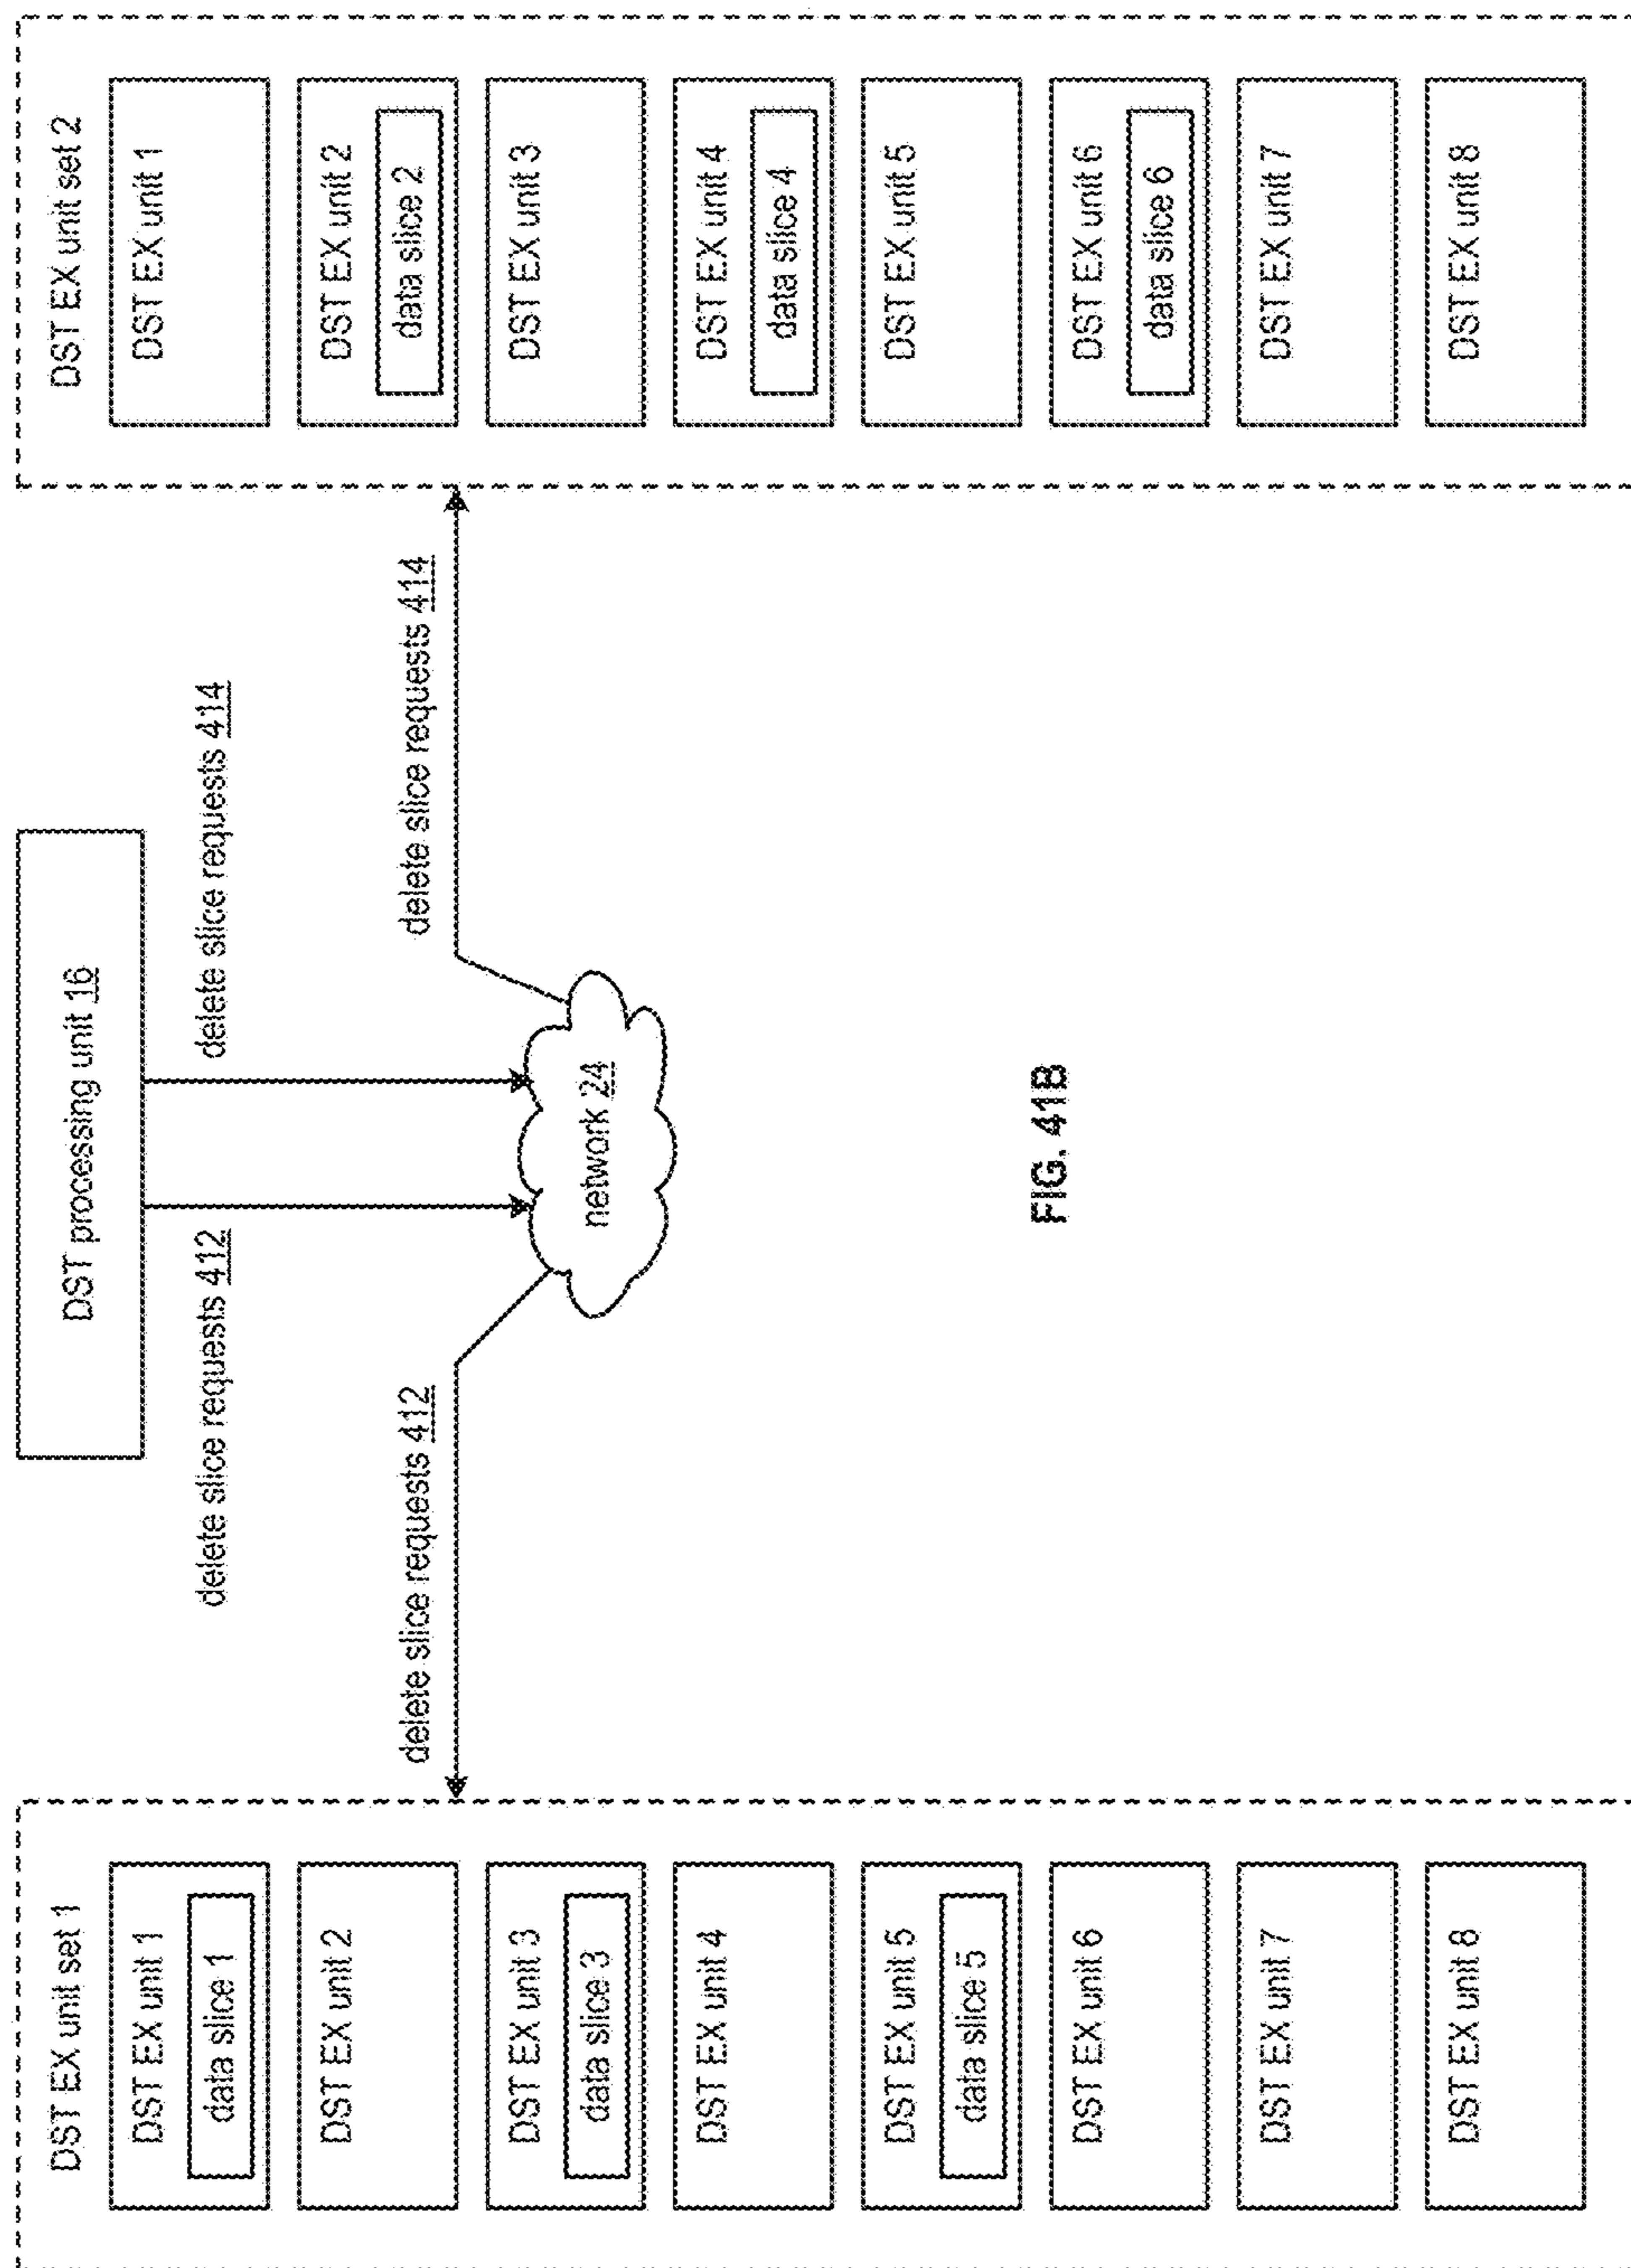 DST EX unit set 1
DST EX unit 1
data slice 1
DST EX unit 2
DST EX unit 3
data slice 3
DST EX unit 4
DST EX unit 5
data slice 5
DST EX unit 6
DST EX unit 7
DST EX unit 8
DST processing unit 16
delete slice requests 412
delete slice requests 414
delete slice requests 412
delete slice requests 414
network 24
DST EX unit set 2
DST EX unit 1
DST EX unit 2
data slice 2
DST EX unit 3
DST EX unit 4
data slice 4
DST EX unit 5
DST EX unit 6
data slice 6
DST EX unit 7
DST EX unit 8
FIG. 41B